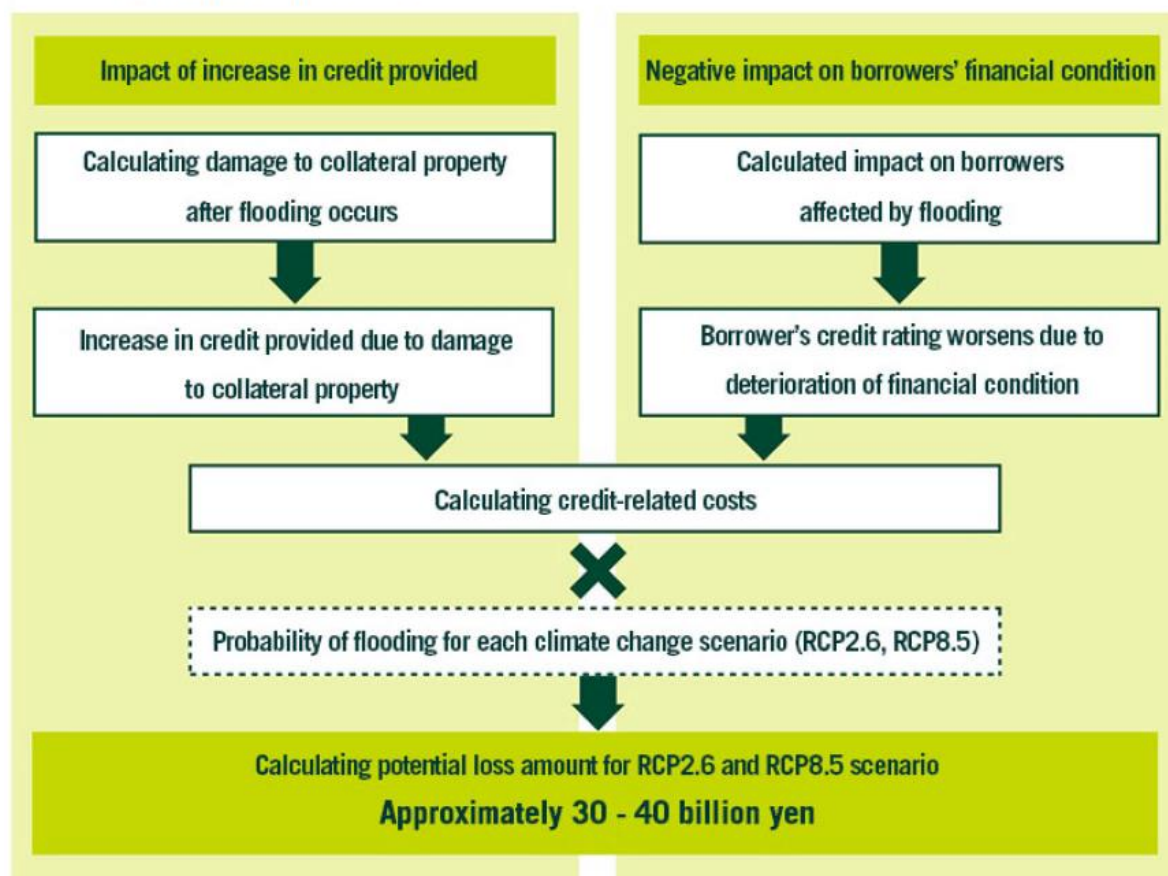 Impact of increase in credit provided
Calculating damage to collateral property
after flooding occurs
Increase in credit provided due to damage
to collateral property
Negative impact on borrowers’ financial condition
Calculated impact on borrowers
affected by flooding
Borrower’s credit rating worsens due to
deterioration of financial condition
Calculating credit-related costs
Probability of flooding for each climate change scenario (RCP2.6, RCP8.5)
Calculating potential loss amount for RCP2.6 and RCP8.5 scenario
Approximately 30 - 40 billion yen